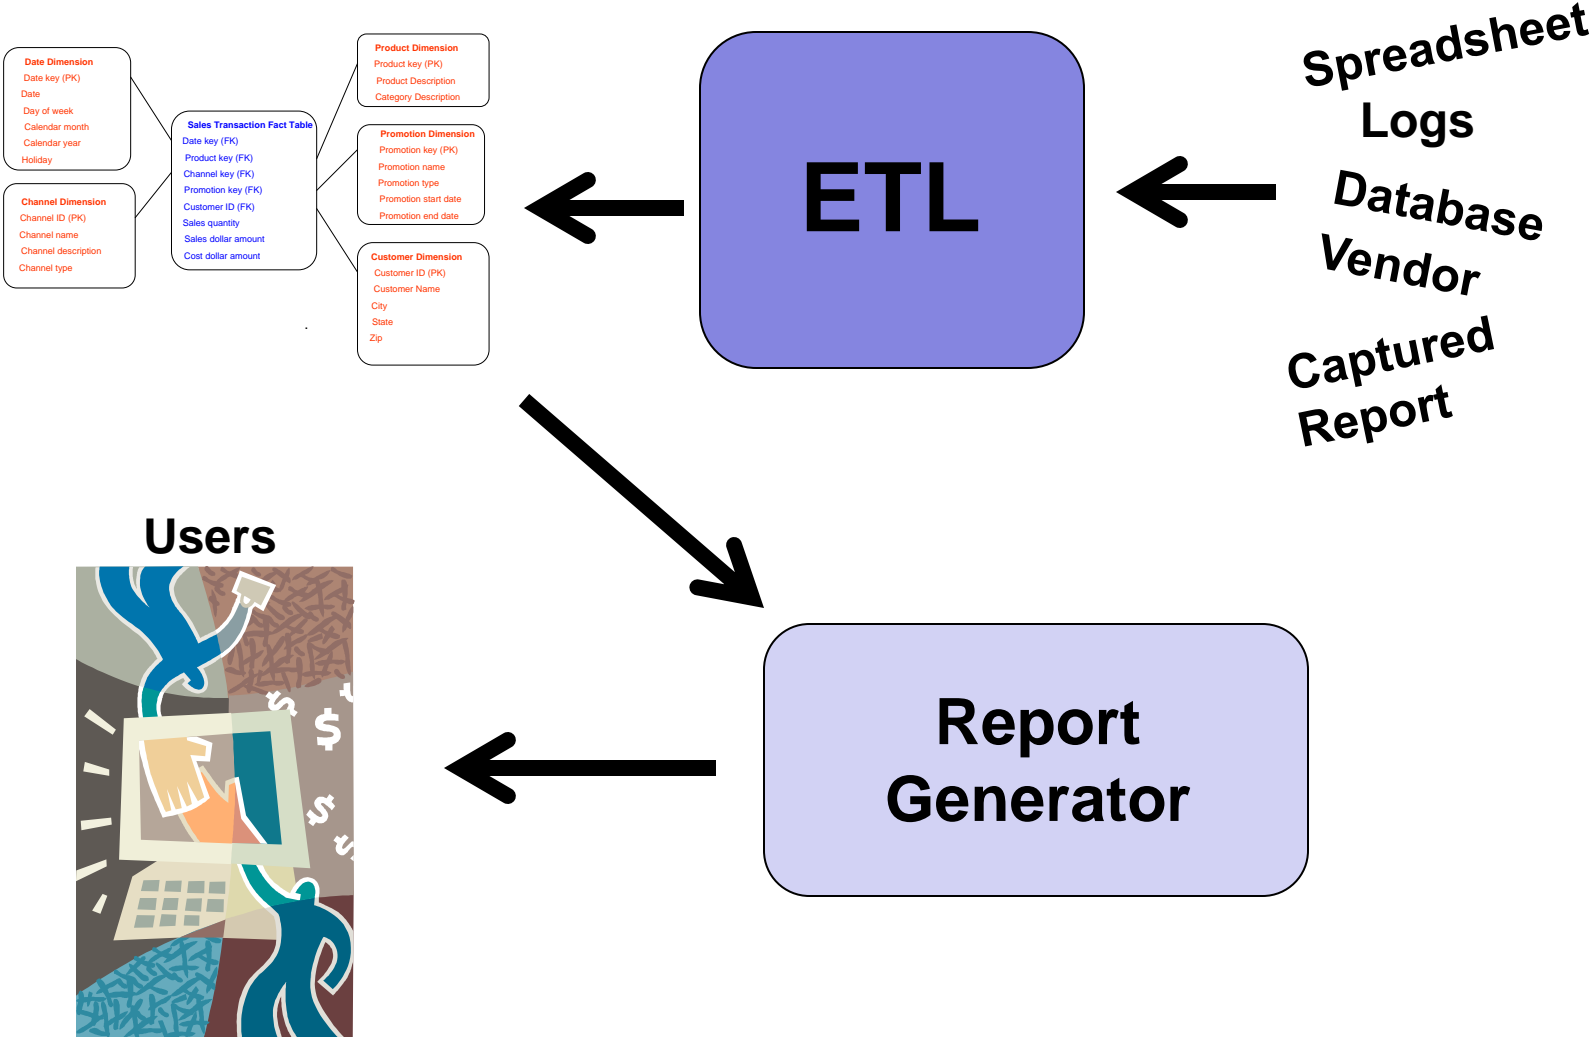 Date Dimension
Date key (PK)
Date
Day of week
Calendar month
Calendar year
Holiday
Channel Dimension
Channel ID (PK)
Channel name
Channel description
Channel type
Sales Transaction Fact Table
Date key (FK)
Product key (FK)
Channel key (FK)
Promotion key (FK)
Customer ID (FK)
Sales quantity
Sales dollar amount
Cost dollar amount
Product Dimension
Product key (PK)
Product Description
Category Description
Promotion Dimension
Promotion key (PK)
Promotion name
Promotion type
Promotion start date
Promotion end date
Customer Dimension
Customer ID (PK)
Customer Name
City
State
Zip
.
ETL
Spreadsheet
Logs
Database
Vendor
Captured
Report
Users
$
$
$
$
$
Report
Generator